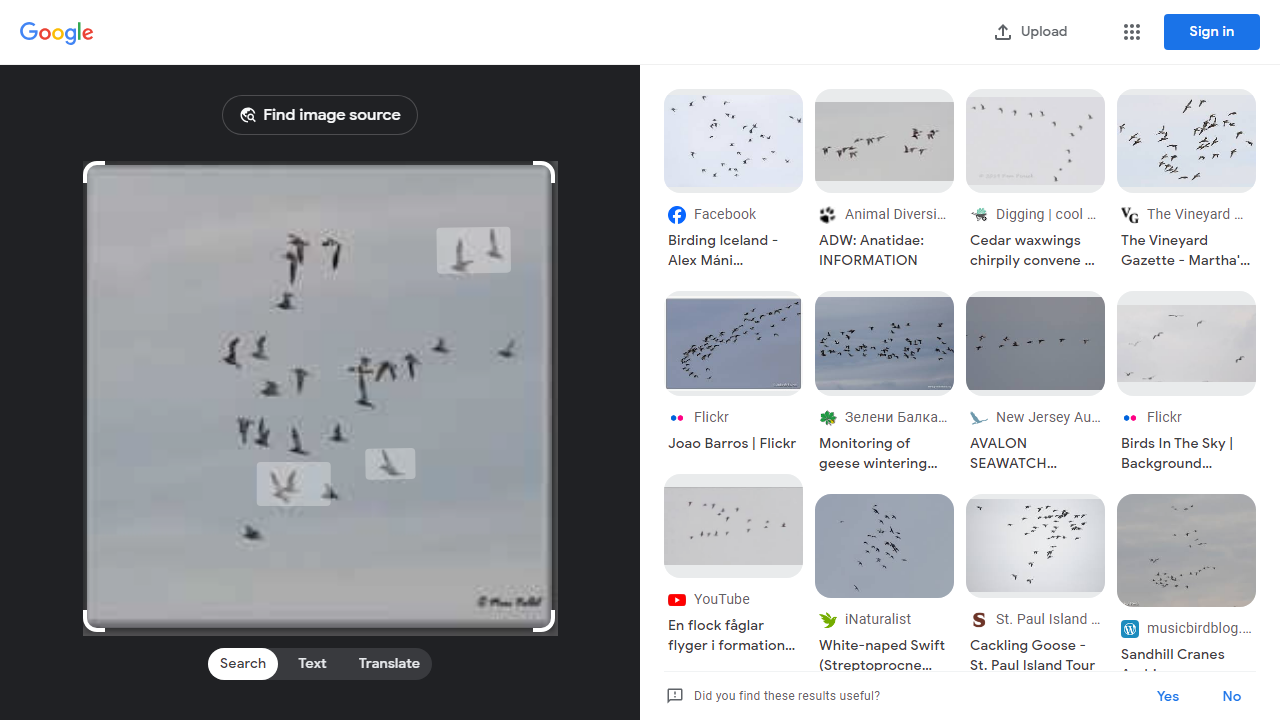 Google
Upload
Sign in
Find image source
Search
Text
Translate
Facebook
Birding Iceland -
Alex Máni...
Animal Diversi...
ADW: Anatidae:
INFORMATION
Digging | cool ...
Cedar waxwings
chirpily convene ...
The Vineyard ...
The Vineyard
Gazette - Martha'...
Flickr
Joao Barros | Flickr
Зелени Балка...
Monitoring of
geese wintering...
New Jersey Au...
AVALON
SEAWATCH...
Flickr
Birds In The Sky |
Background...
YouTube
En flock fåglar
flyger i formation...
iNaturalist
White-naped Swift
(Streptoprocne...
St. Paul Island ...
Cackling Goose -
St. Paul Island Tour
musicbirdblog....
Sandhill Cranes
Did you find these results useful?
Yes
No